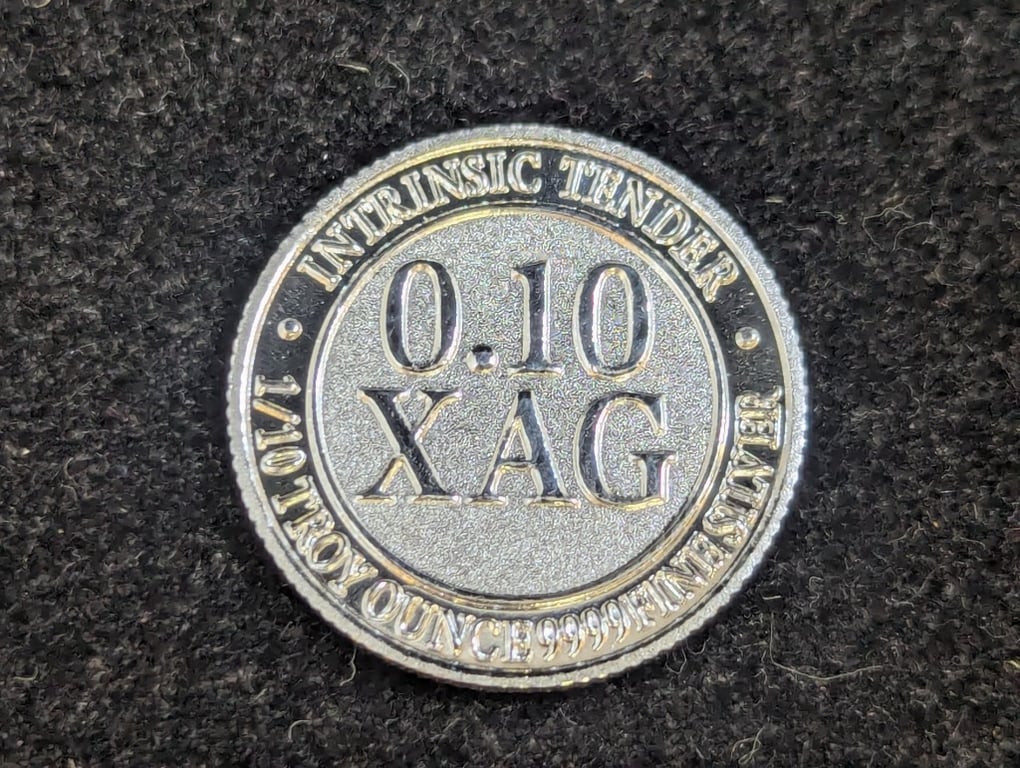 INTRINSIC TENDER
0.10
XAG
1/10 TROY OUNCE 9999 FINE SILVER